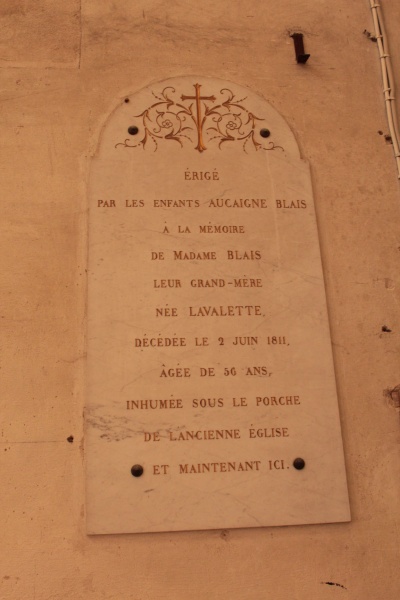 ÉRIGÉ
PAR LES ENFANTS AUCAIGNE BLAIS
À LA MÉMOIRE
DE MADAME BLAIS
LEUR GRAND-MÈRE
NÉE LAVALETTE,
DÉCÉDÉE LE 2 JUIN 1811,
ÂGÉE DE 56 ANS,
INHUMÉE SOUS LE PORCHE
DE L'ANCIENNE ÉGLISE
ET MAINTENANT ICI.